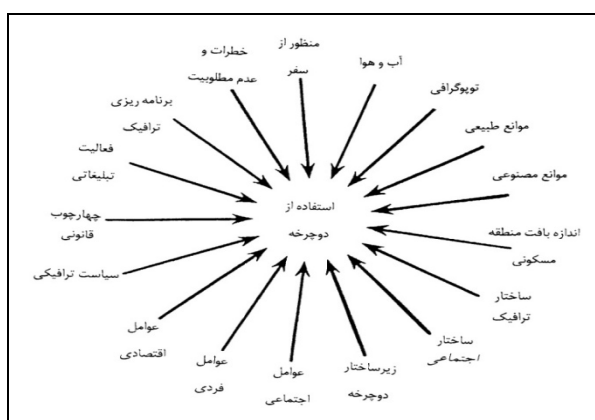 منظور از
سفر
آب و هوا
توپوگرافی
موانع طبیعی
موانع مصنوعی
اندازه بافت منطقه
مسکونی
ساختار
ترافیک
ساختار
اجتماعی
زیرساختار
دوچرخه
عوامل
اجتماعی
عوامل
فردی
عوامل
اقتصادی
سیاست ترافیکی
چهارچوب
قانونی
فعالیت
تبلیغاتی
برنامه ریزی
ترافیک
خطرات و
عدم مطلوبیت
استفاده از
دوچرخه